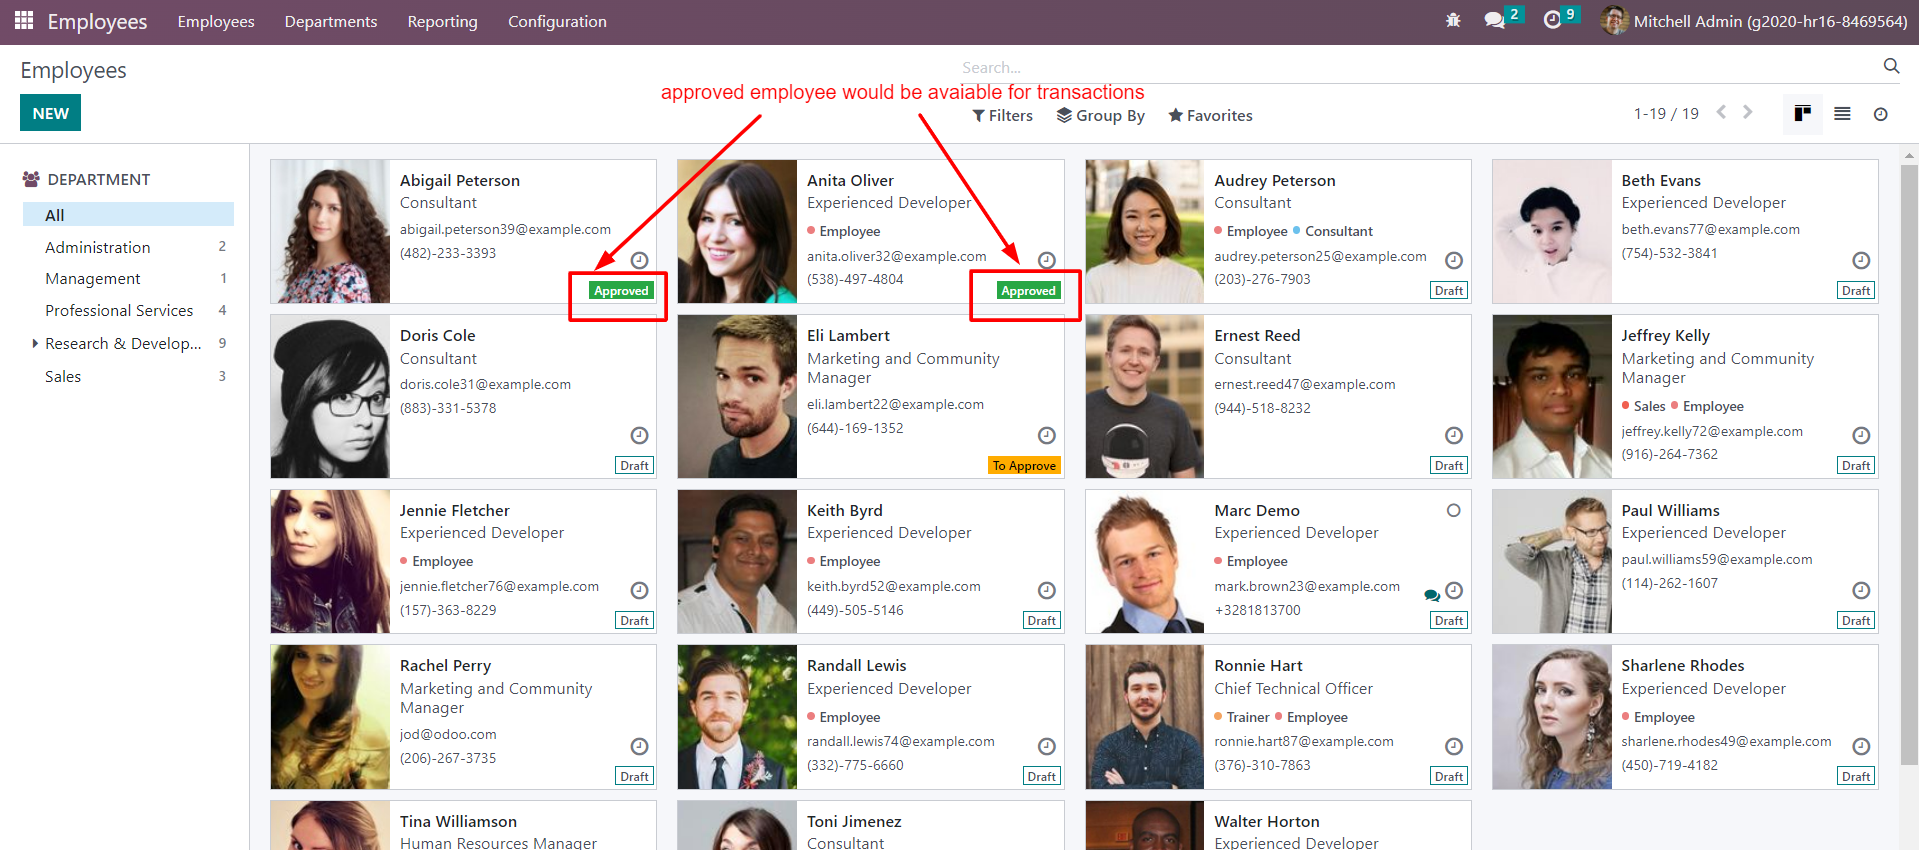 Employees Employees Departments Reporting Configuration 2 9 Mitchell Admin (g2020-hr16-8469564)
Employees
Search...
approved employee would be avaiable for transactions
NEW
Filters Group By Favorites
1-19 / 19
DEPARTMENT
All
Administration 2
Management 1
Professional Services 4
Research & Develop... 9
Sales 3
Abigail Peterson
Consultant
abigail.peterson39@example.com
(482)-233-3393
Approved
Anita Oliver
Experienced Developer
Employee
anita.oliver32@example.com
(538)-497-4804
Approved
Audrey Peterson
Consultant
Employee Consultant
audrey.peterson25@example.com
(203)-276-7903
Draft
Beth Evans
Experienced Developer
beth.evans77@example.com
(754)-532-3841
Draft
Doris Cole
Consultant
doris.cole31@example.com
(883)-331-5378
Draft
Eli Lambert
Marketing and Community
Manager
eli.lambert22@example.com
(644)-169-1352
To Approve
Ernest Reed
Consultant
ernest.reed47@example.com
(944)-518-8232
Draft
Jeffrey Kelly
Marketing and Community
Manager
Sales Employee
jeffrey.kelly72@example.com
(916)-264-7362
Draft
Jennie Fletcher
Experienced Developer
Employee
jennie.fletcher76@example.com
(157)-363-8229
Draft
Keith Byrd
Experienced Developer
Employee
keith.byrd52@example.com
(449)-505-5146
Draft
Marc Demo
Experienced Developer
Employee
mark.brown23@example.com
+3281813700
Draft
Paul Williams
Experienced Developer
paul.williams59@example.com
(114)-262-1607
Draft
Rachel Perry
Marketing and Community
Manager
jod@odoo.com
(206)-267-3735
Draft
Randall Lewis
Experienced Developer
Employee
randall.lewis74@example.com
(332)-775-6660
Draft
Ronnie Hart
Chief Technical Officer
Trainer Employee
ronnie.hart87@example.com
(376)-310-7863
Draft
Sharlene Rhodes
Experienced Developer
Employee
sharlene.rhodes49@example.com
(450)-719-4182
Draft
Tina Williamson
Human Resources Manager
Toni Jimenez
Consultant
Walter Horton
Experienced Developer